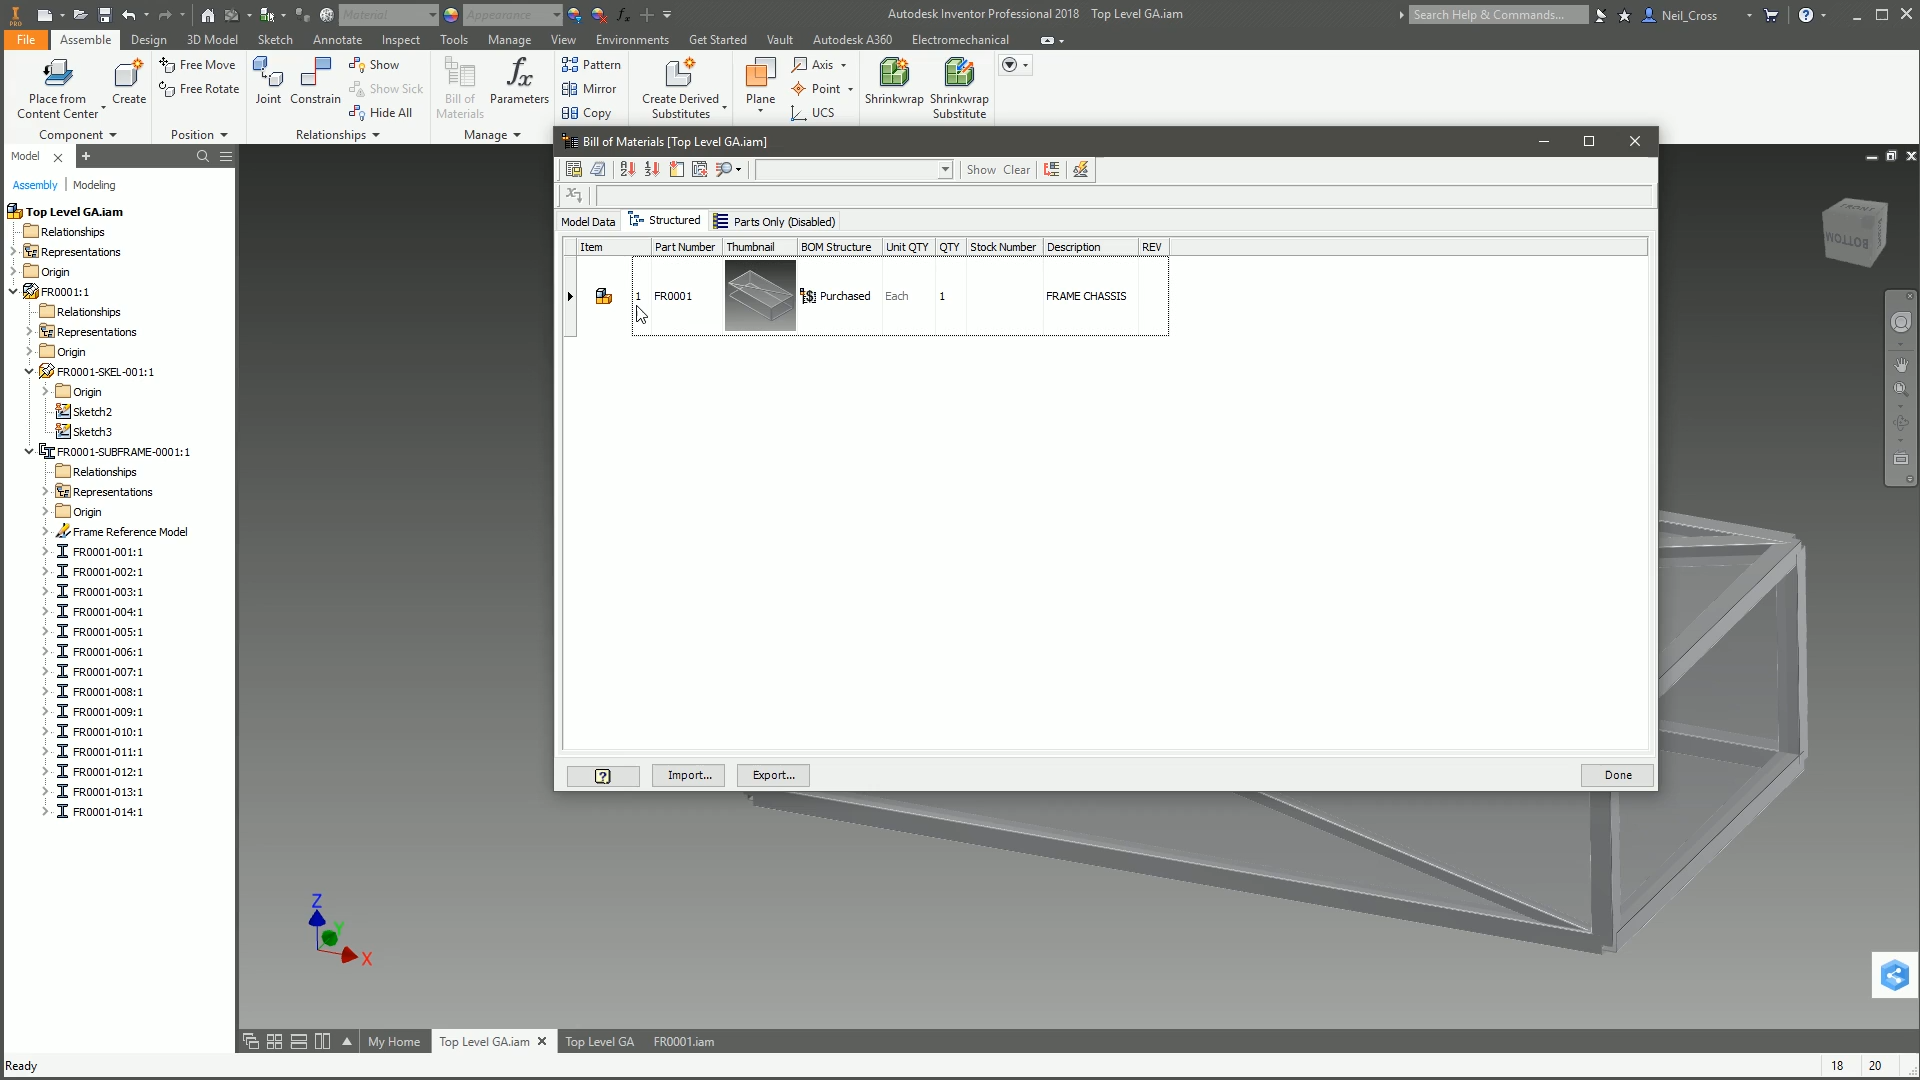 PRO
Material
Appearance
Autodesk Inventor Professional 2018 Top Level GA.iam
Search Help & Commands...
Neil_Cross
File Assemble Design 3D Model Sketch Annotate Inspect Tools Manage View Environments Get Started Vault Autodesk A360 Electromechanical
Place from Content Center
Create
Free Move
Free Rotate
Joint
Constrain
Show
Show Sick
Hide All
Bill of Materials
Parameters
Pattern
Mirror
Copy
Create Derived Substitutes
Plane
Axis
Point
UCS
Shrinkwrap
Shrinkwrap Substitute
Component Position Relationships Manage
Bill of Materials [Top Level GA.iam]
Show Clear
Model Data Structured Parts Only (Disabled)
Item Part Number Thumbnail BOM Structure Unit QTY QTY Stock Number Description REV
1 FR0001 Purchased Each 1 FRAME CHASSIS
Import... Export... Done
Model
Assembly Modeling
Top Level GA.iam
Relationships
Representations
Origin
FR0001:1
Relationships
Representations
Origin
FR0001-SKEL-001:1
Origin
Sketch2
Sketch3
FR0001-SUBFRAME-0001:1
Relationships
Representations
Origin
Frame Reference Model
FR0001-001:1
FR0001-002:1
FR0001-003:1
FR0001-004:1
FR0001-005:1
FR0001-006:1
FR0001-007:1
FR0001-008:1
FR0001-009:1
FR0001-010:1
FR0001-011:1
FR0001-012:1
FR0001-013:1
FR0001-014:1
FRONT
BOTTOM
Z
Y
X
My Home Top Level GA.iam Top Level GA FR0001.iam
Ready
18 20